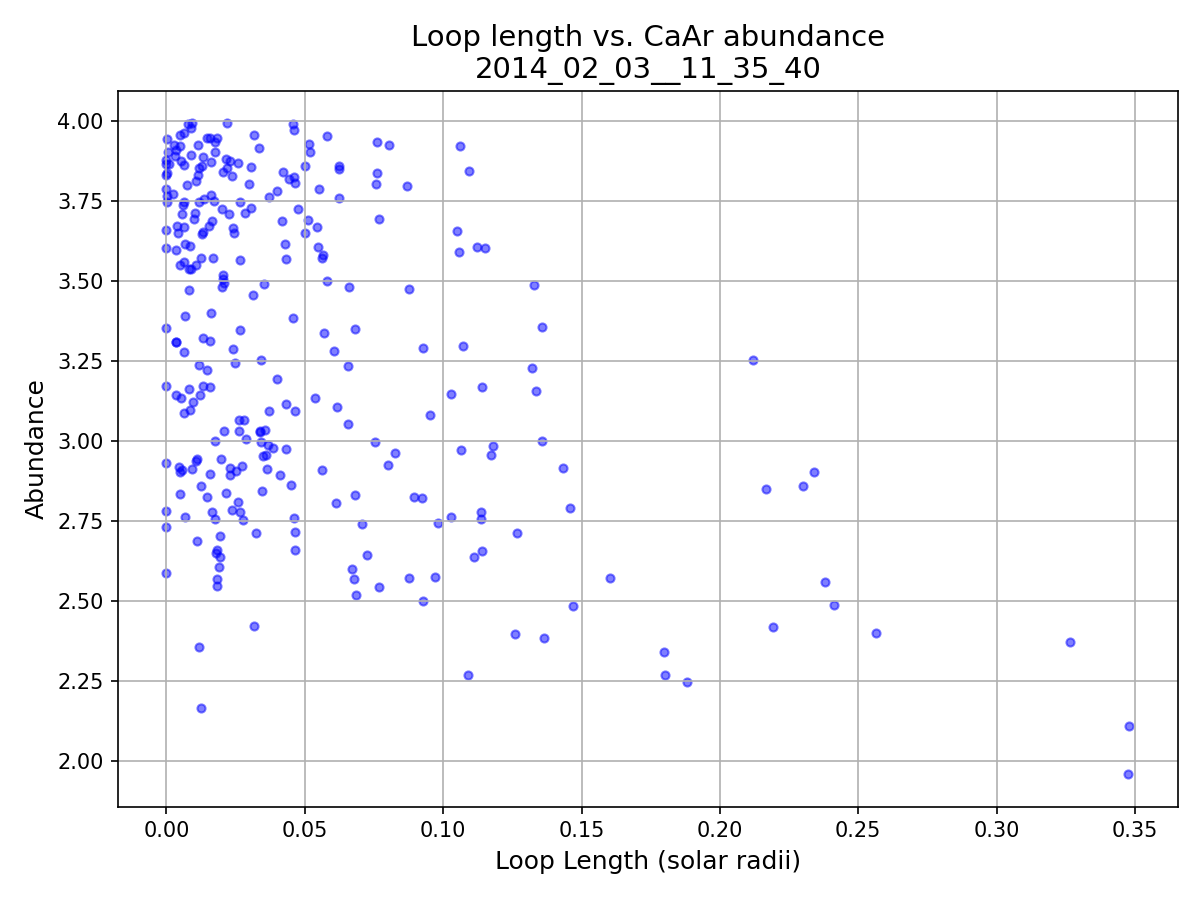 Loop length vs. CaAr abundance
2014_02_03__11_35_40
4.00
3.75
3.50
3.25
3.00
2.75
2.50
2.25
2.00
Abundance
0.00 0.05 0.10 0.15 0.20 0.25 0.30 0.35
Loop Length (solar radii)